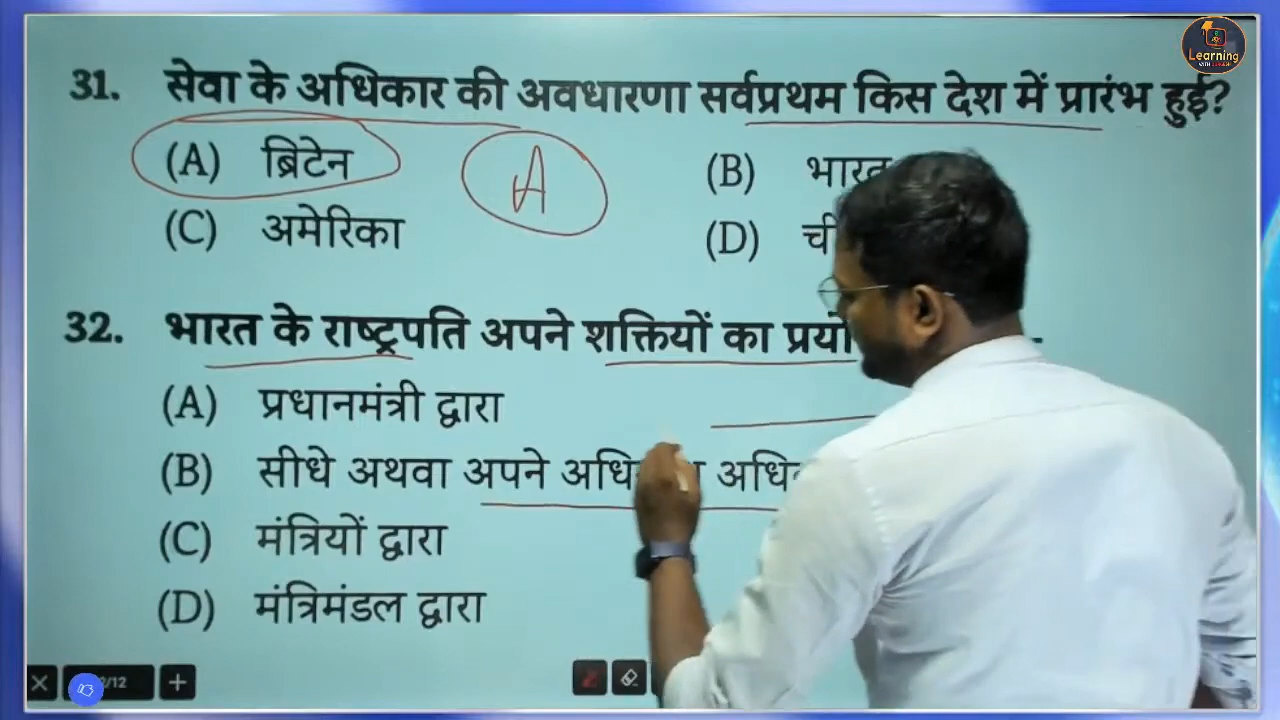 Learning
31. सेवा के अधिकार की अवधारणा सर्वप्रथम किस देश में प्रारंभ हुई?
(A) ब्रिटेन
A
(B) भारत
(C) अमेरिका
(D)
32. भारत के राष्ट्रपति अपने शक्तियों का
(A) प्रधानमंत्री द्वारा
(B) सीधे अथवा अपने
(C) मंत्रियों द्वारा
(D) मंत्रिमंडल द्वारा
/12